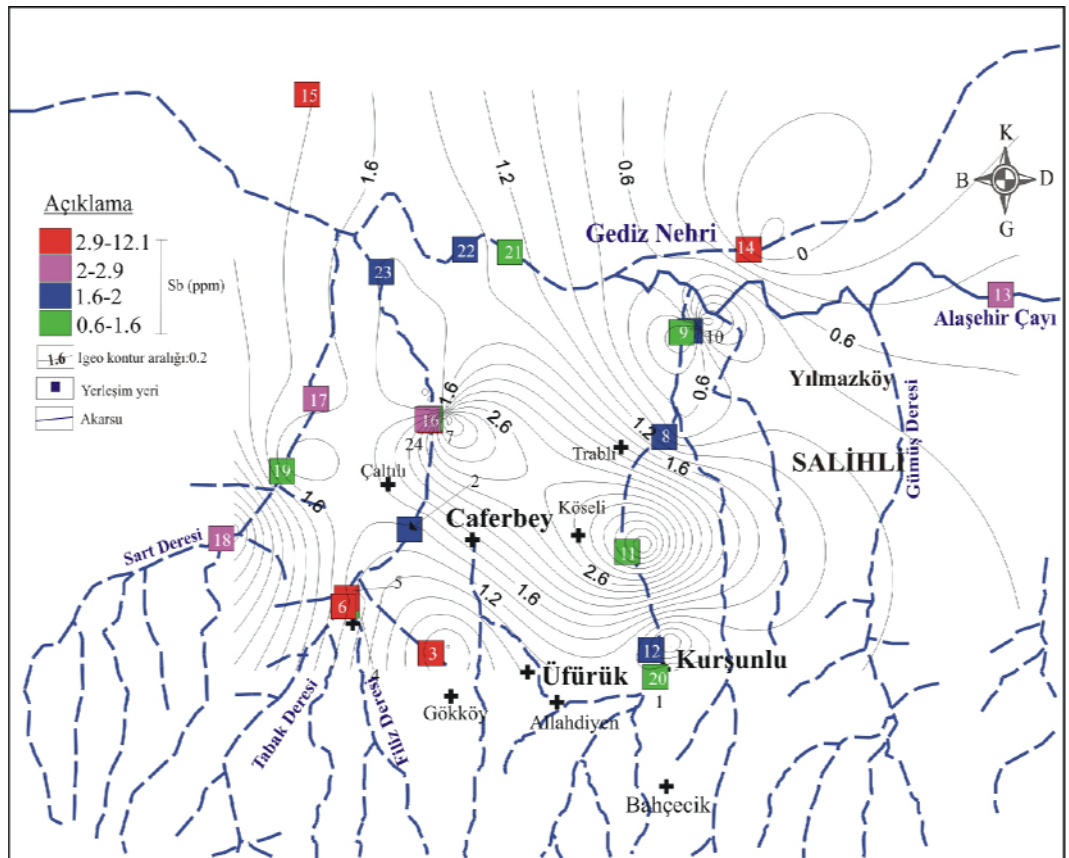 15
K
B
D
G
1.6
1.2
0.6
Açıklama
2.9-12.1
2-2.9
1.6-2
0.6-1.6
Sb (ppm)
1.6 Igeo kontur aralığı:0.2
Yerleşim yeri
Akarsu
Gediz Nehri
14
0
22
21
23
13
Alaşehir Çayı
9
10
0.6
0.6
Yılmazköy
17
1.6
16
24
7
2.6
1.2
8
Trablı
1.6
SALİHLİ
Gümüş Deresi
19
Çaltılı
2
1.6
Caferbey
Köseli
18
Sart Deresi
11
2.6
5
6
1.2
1.6
3
12
Kurşunlu
20
1
Üfürük
Tabak Deresi
Filiz Deresi
Gökköy
Allahdiyen
Bahçecik